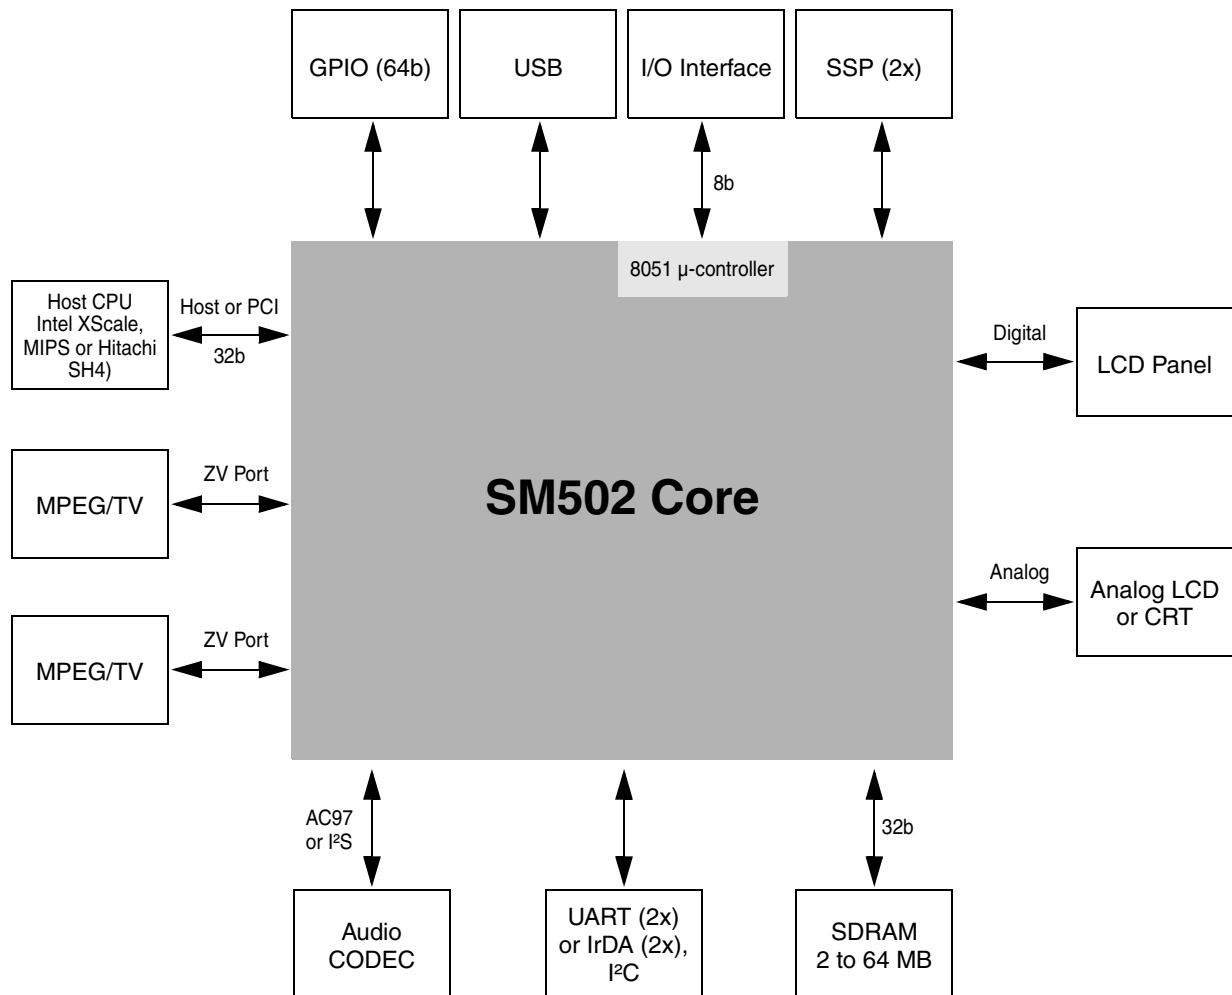 GPIO (64b)
USB
I/O Interface
SSP (2x)
8b
8051 µ-controller
Host CPU
Intel XScale,
MIPS or Hitachi
SH4)
Host or PCI
32b
Digital
LCD Panel
MPEG/TV
ZV Port
SM502 Core
Analog
Analog LCD
or CRT
MPEG/TV
ZV Port
AC97
or I²S
32b
Audio
CODEC
UART (2x)
or IrDA (2x),
I²C
SDRAM
2 to 64 MB